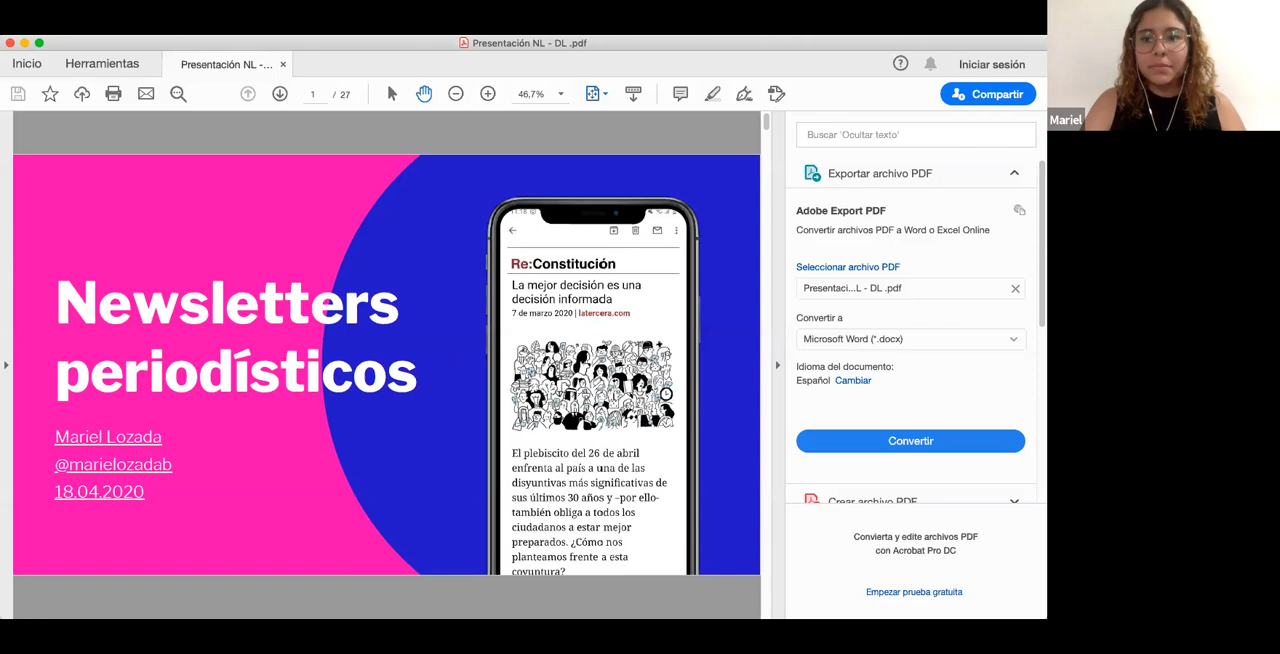 Presentación NL - DL .pdf
Inicio
Herramientas
Presentación NL -...
Iniciar sesión
1
/ 27
46,7%
Compartir
Newsletters
periodísticos
Mariel Lozada
@marielozadab
18.04.2020
11:18
Re:Constitución
La mejor decisión es una
decisión informada
7 de marzo 2020 | latercera.com
El plebiscito del 26 de abril
enfrenta al país a una de las
disyuntivas más significativas de
sus últimos 30 años y –por ello-
también obliga a todos los
ciudadanos a estar mejor
preparados. ¿Cómo nos
planteamos frente a esta
coyuntura?
Buscar 'Ocultar texto'
Exportar archivo PDF
Adobe Export PDF
Convertir archivos PDF a Word o Excel Online
Seleccionar archivo PDF
Presentaci...L - DL .pdf
Convertir a
Microsoft Word (*.docx)
Idioma del documento:
Español Cambiar
Convertir
Crear archivo PDF
Convierta y edite archivos PDF
con Acrobat Pro DC
Empezar prueba gratuita
Mariel